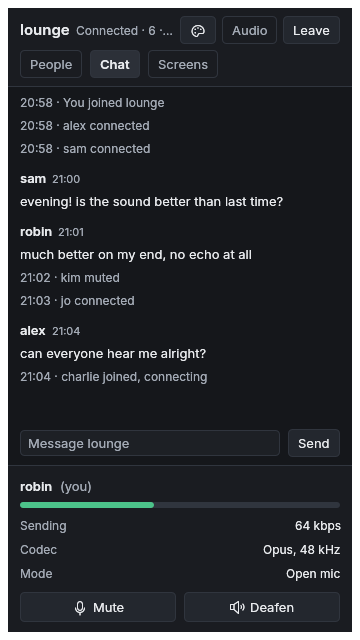 lounge Connected · 6 ·... Audio Leave
People Chat Screens
20:58 · You joined lounge
20:58 · alex connected
20:58 · sam connected
sam 21:00
evening! is the sound better than last time?
robin 21:01
much better on my end, no echo at all
21:02 · kim muted
21:03 · jo connected
alex 21:04
can everyone hear me alright?
21:04 · charlie joined, connecting
Message lounge Send
robin (you)
Sending 64 kbps
Codec Opus, 48 kHz
Mode Open mic
Mute Deafen